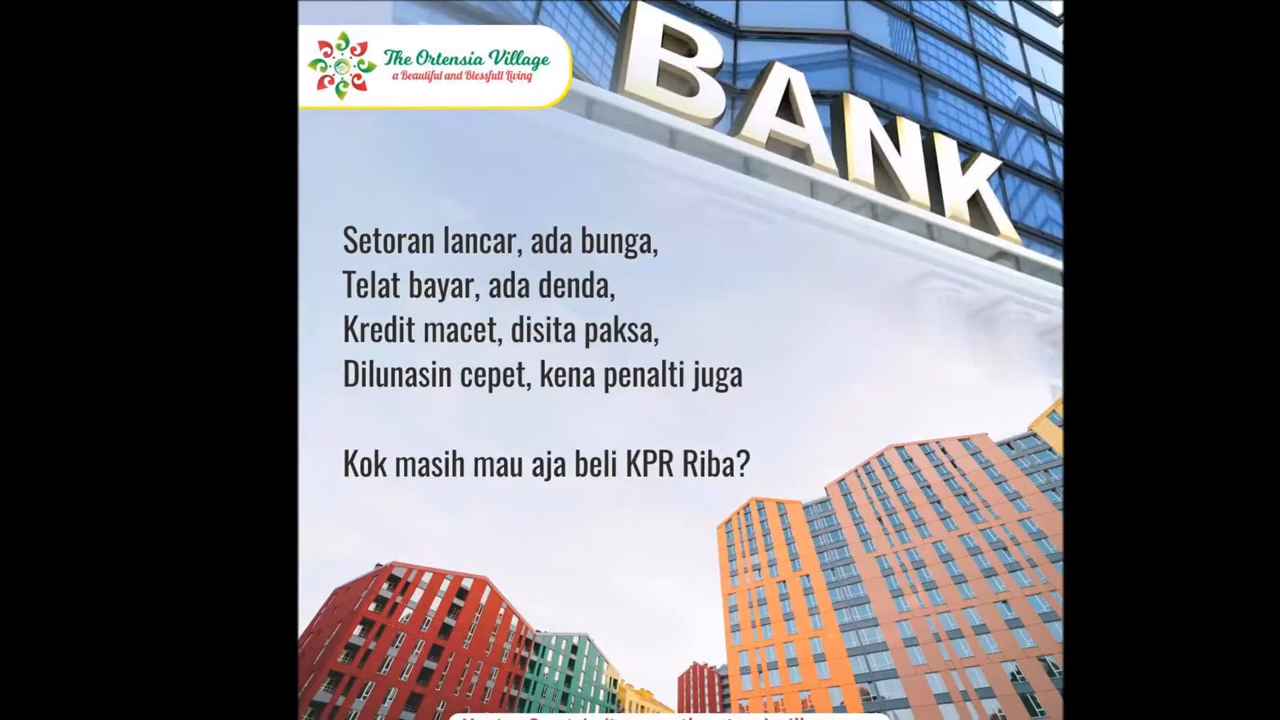 The Ortensia Village
a Beautiful and Blessfull Living
BANK
Setoran lancar, ada bunga,
Telat bayar, ada denda,
Kredit macet, disita paksa,
Dilunasin cepet, kena penalti juga
Kok masih mau aja beli KPR Riba?